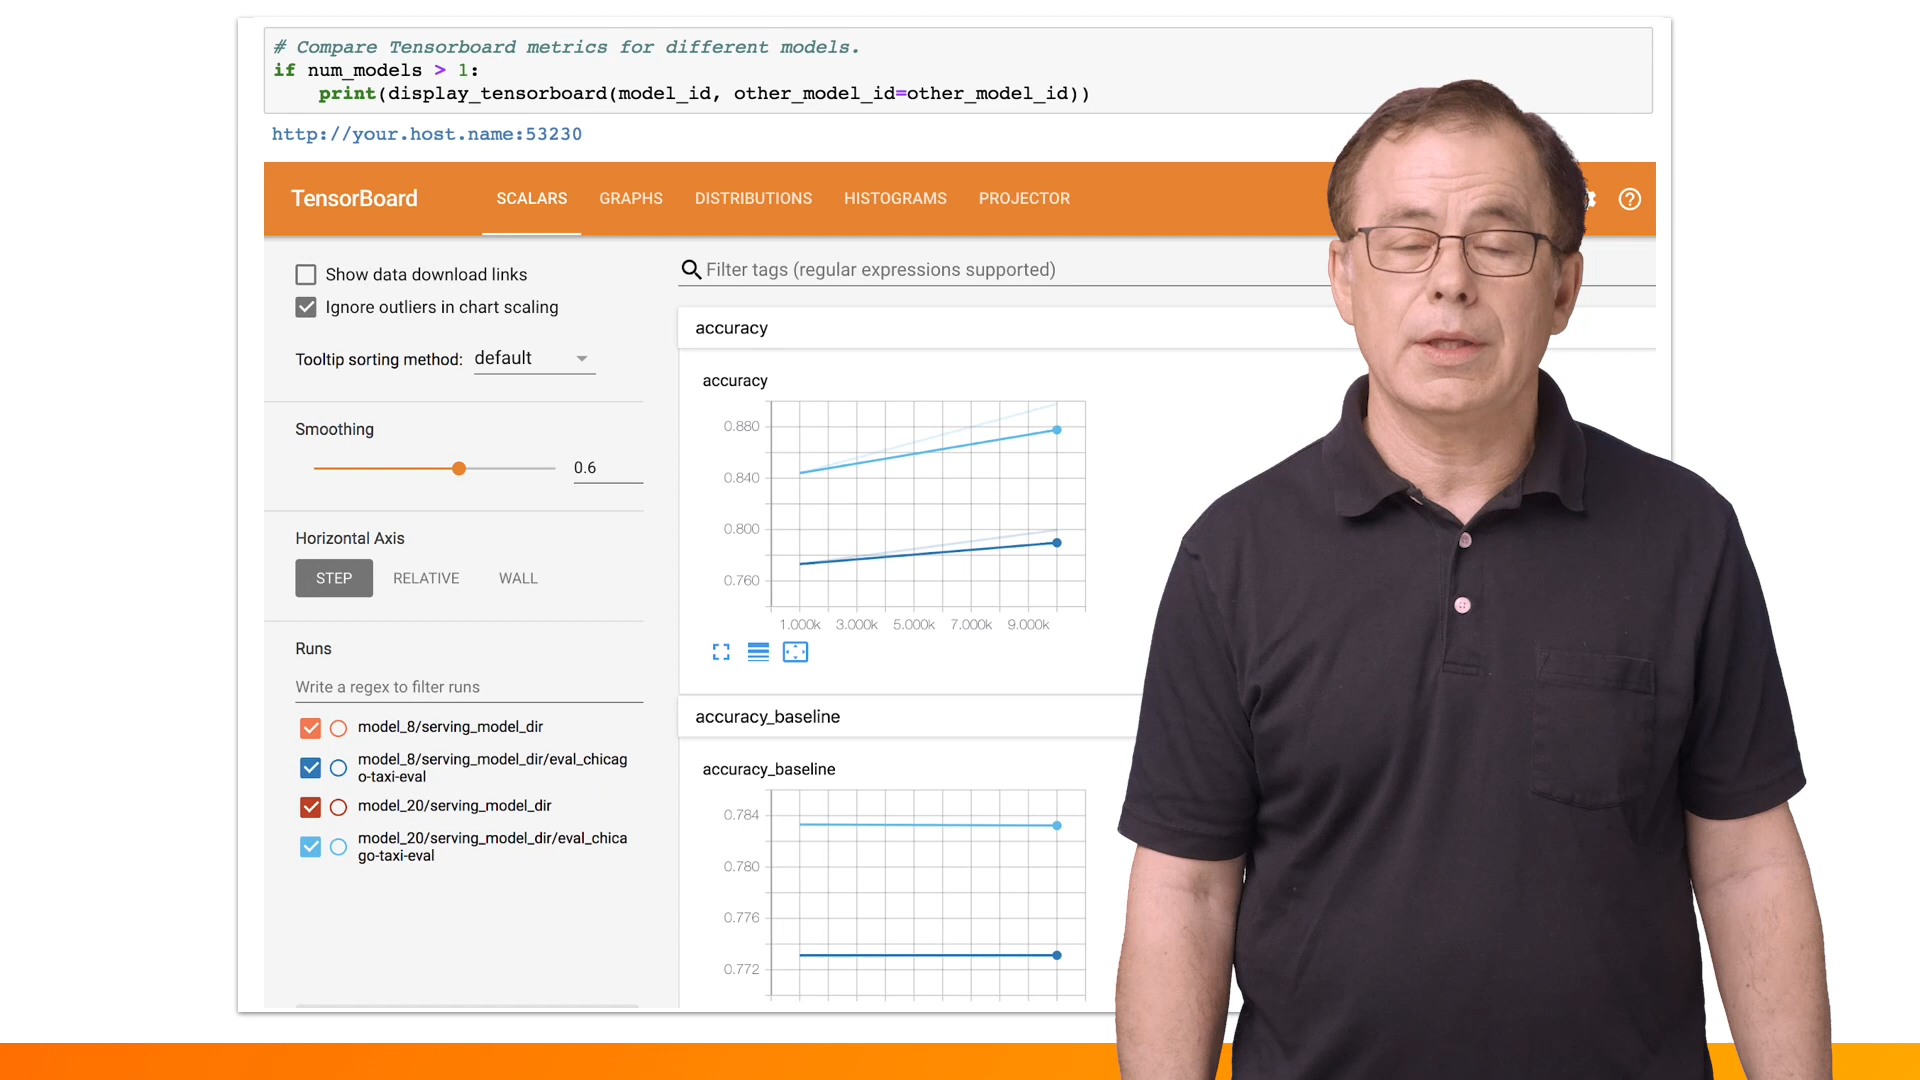 # Compare Tensorboard metrics for different models.
if num_models > 1:
    print(display_tensorboard(model_id, other_model_id=other_model_id))
http://your.host.name:53230
TensorBoard SCALARS GRAPHS DISTRIBUTIONS HISTOGRAMS PROJECTOR
Show data download links
Ignore outliers in chart scaling
Tooltip sorting method: default
Smoothing
0.6
Horizontal Axis
STEP RELATIVE WALL
Runs
Write a regex to filter runs
model_8/serving_model_dir
model_8/serving_model_dir/eval_chicag
o-taxi-eval
model_20/serving_model_dir
model_20/serving_model_dir/eval_chica
go-taxi-eval
Filter tags (regular expressions supported)
accuracy
accuracy
0.880
0.840
0.800
0.760
1.000k 3.000k 5.000k 7.000k 9.000k
accuracy_baseline
accuracy_baseline
0.784
0.780
0.776
0.772